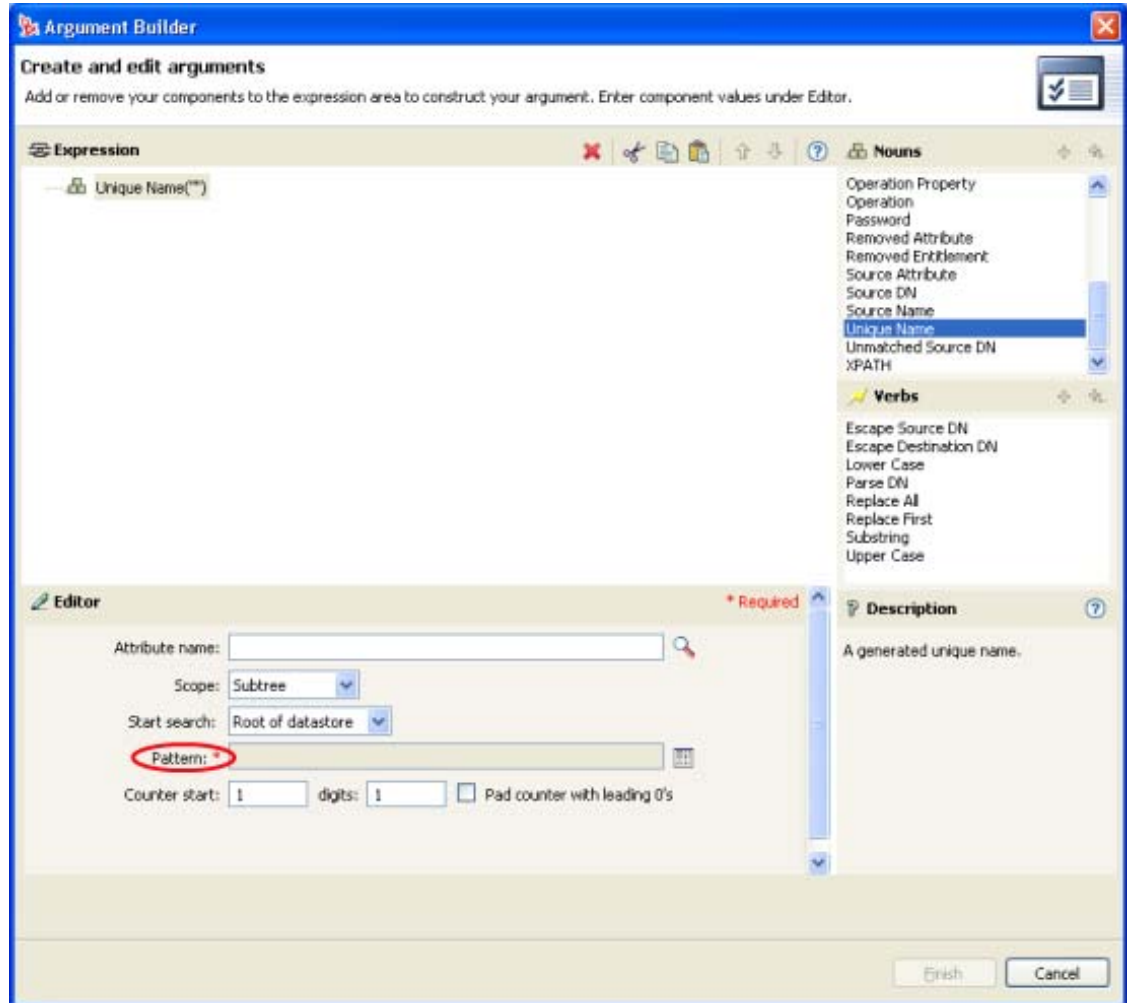 Argument Builder
Create and edit arguments
Add or remove your components to the expression area to construct your argument. Enter component values under Editor.
Expression
Unique Name("")
Nouns
Operation Property
Operation
Password
Removed Attribute
Removed Entitlement
Source Attribute
Source DN
Source Name
Unique Name
Unmatched Source DN
XPATH
Verbs
Escape Source DN
Escape Destination DN
Lower Case
Parse DN
Replace All
Replace First
Substring
Upper Case
Editor
* Required
Attribute name:
Scope: Subtree
Start search: Root of datastore
Pattern: *
Counter start: 1 digits: 1 Pad counter with leading 0's
Description
A generated unique name.
Finish Cancel